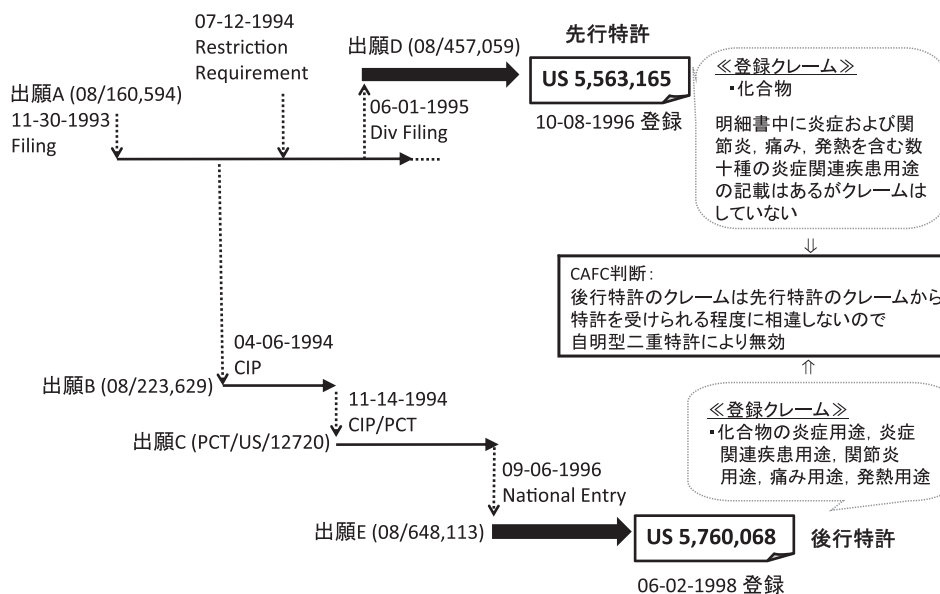 07-12-1994
Restriction
Requirement
出願D (08/457,059)
先行特許
US 5,563,165
10-08-1996 登録
≪登録クレーム≫
・化合物
明細書中に炎症および関
節炎，痛み，発熱を含む数
十種の炎症関連疾患用途
の記載はあるがクレームは
していない
出願A (08/160,594)
11-30-1993
Filing
06-01-1995
Div Filing
⇓
CAFC判断：
後行特許のクレームは先行特許のクレームから
特許を受けられる程度に相違しないので
自明型二重特許により無効
⇑
04-06-1994
CIP
出願B (08/223,629)
11-14-1994
CIP/PCT
出願C (PCT/US/12720)
≪登録クレーム≫
・化合物の炎症用途，炎症
関連疾患用途，関節炎
用途，痛み用途，発熱用途
09-06-1996
National Entry
出願E (08/648,113)
US 5,760,068
後行特許
06-02-1998 登録